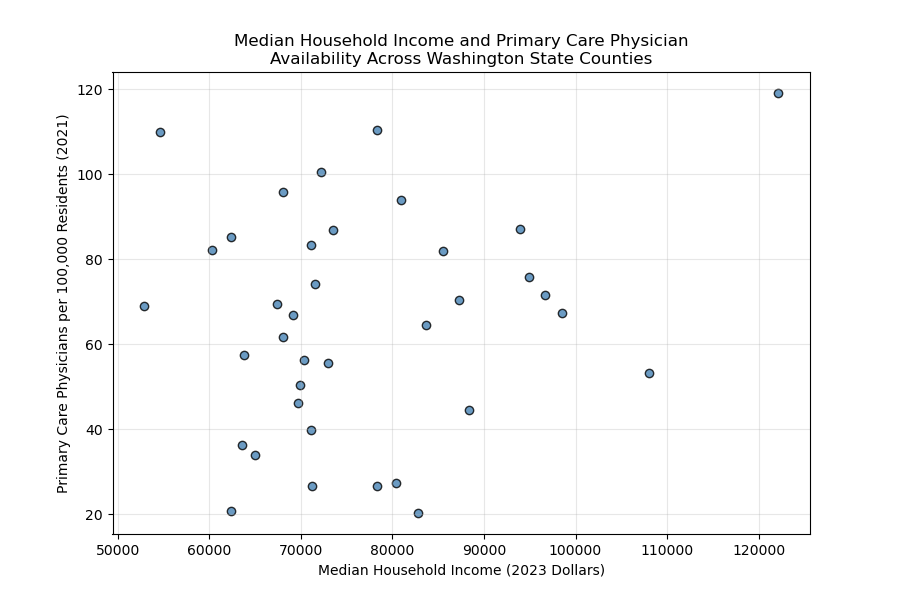 Median Household Income and Primary Care Physician
Availability Across Washington State Counties
Primary Care Physicians per 100,000 Residents (2021)
120
100
80
60
40
20
50000 60000 70000 80000 90000 100000 110000 120000
Median Household Income (2023 Dollars)